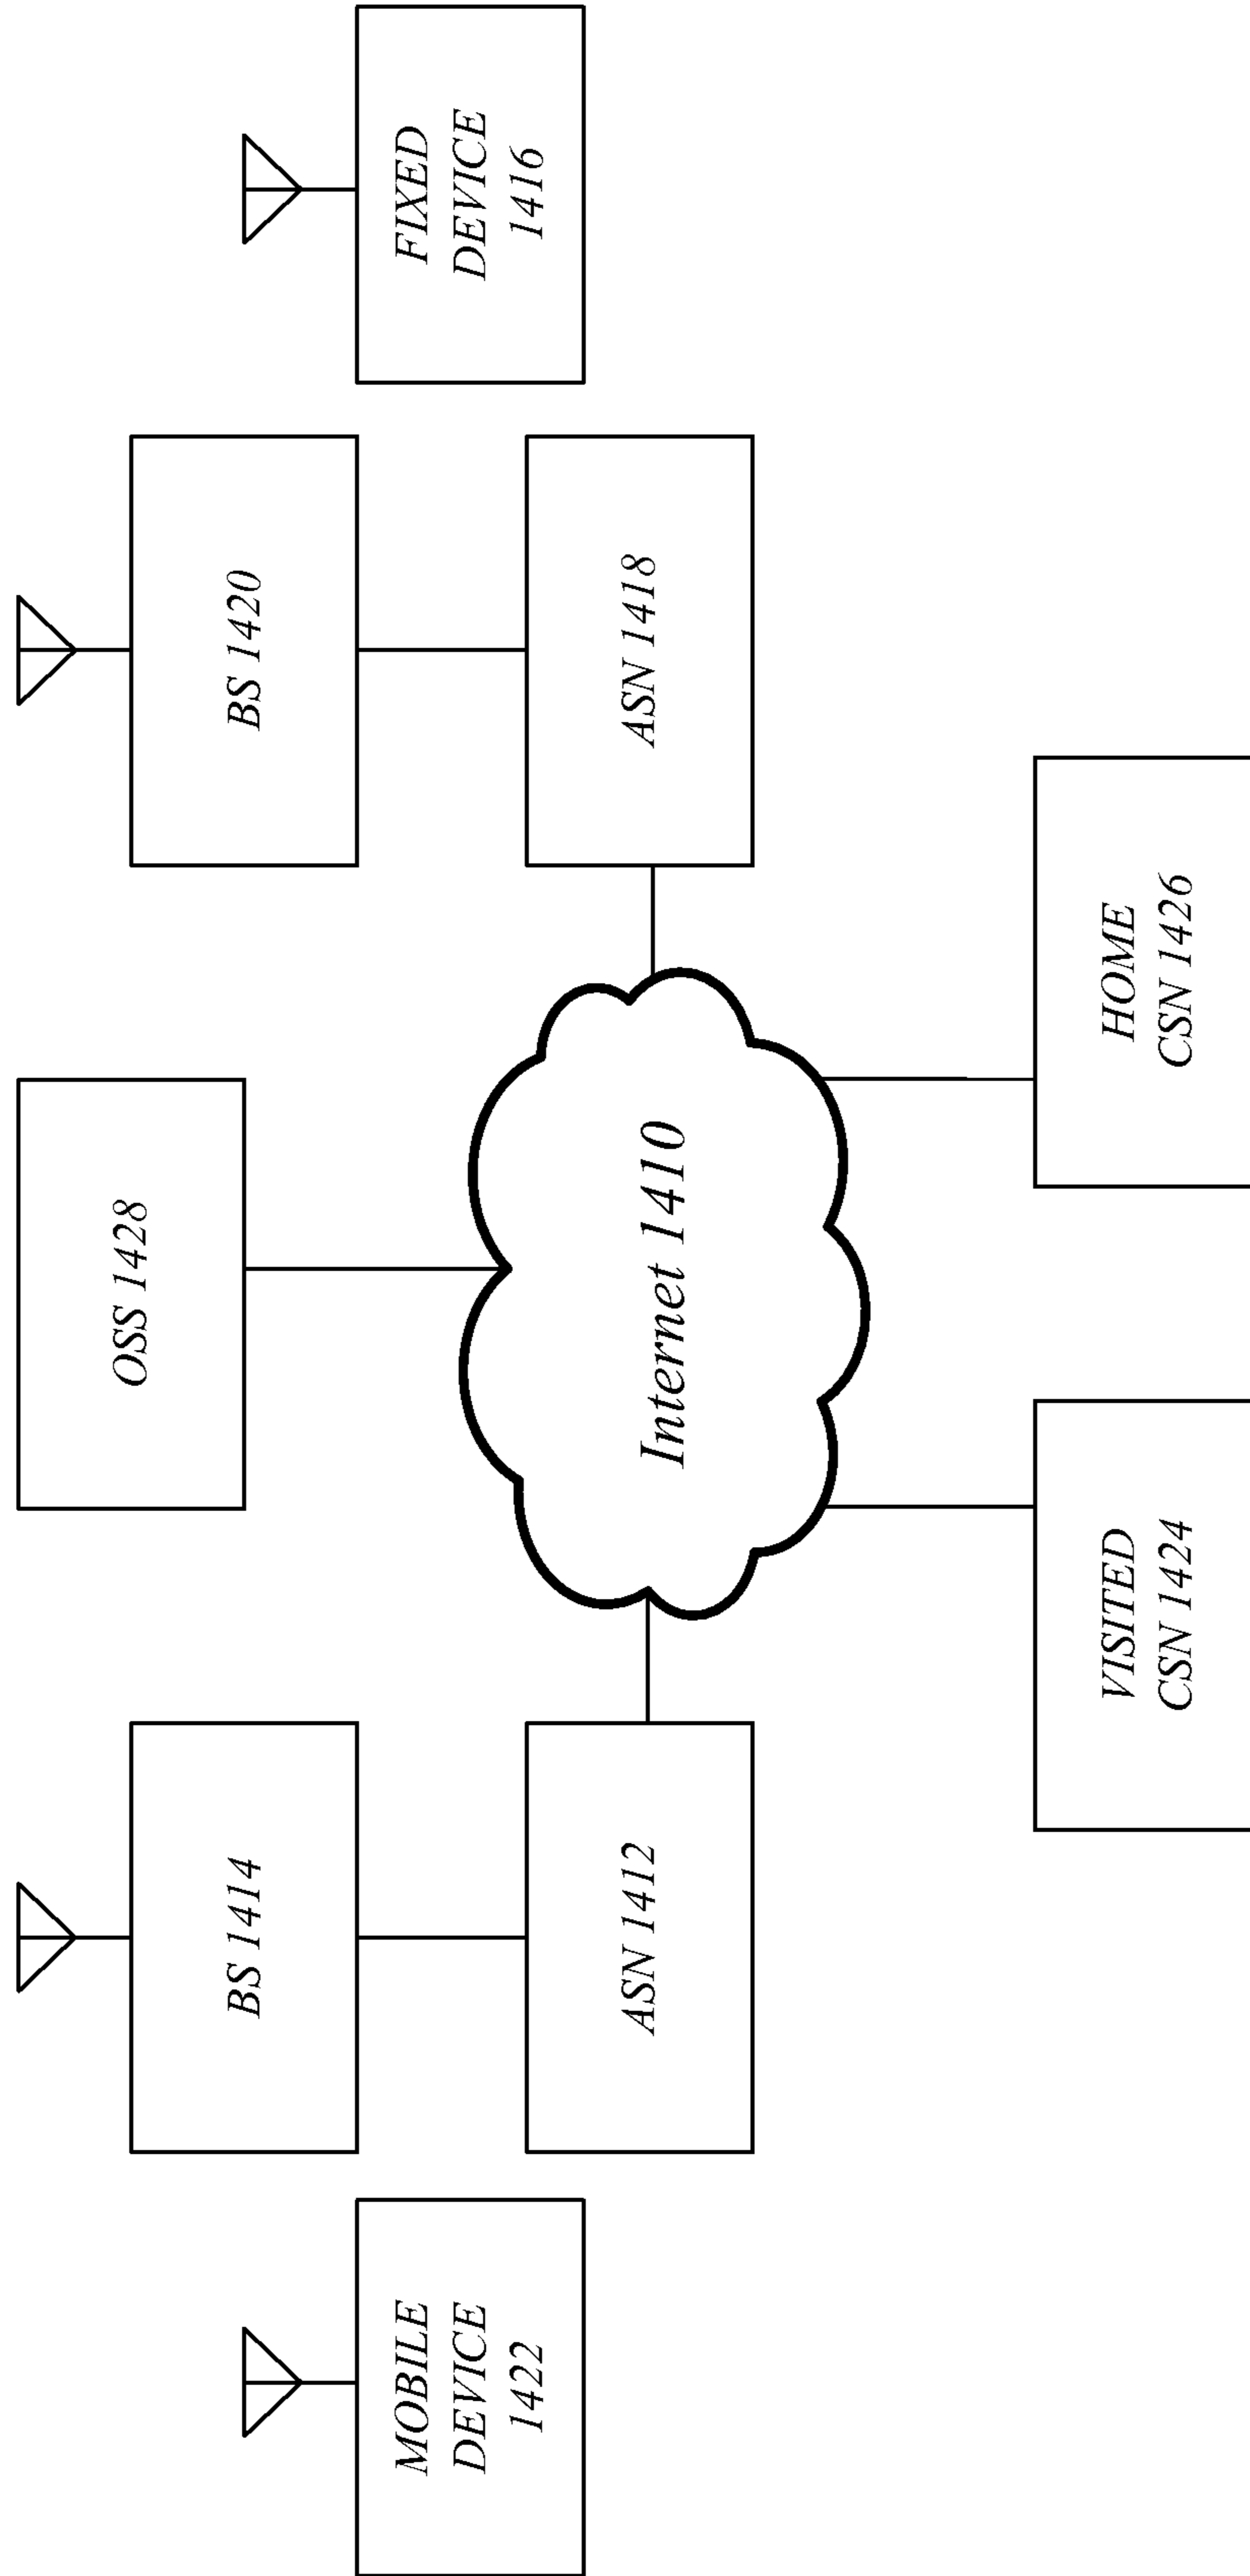 OSS 1428
BS 1414
BS 1420
MOBILE
DEVICE
1422
FIXED
DEVICE
1416
ASN 1412
Internet 1410
ASN 1418
VISITED
CSN 1424
HOME
CSN 1426